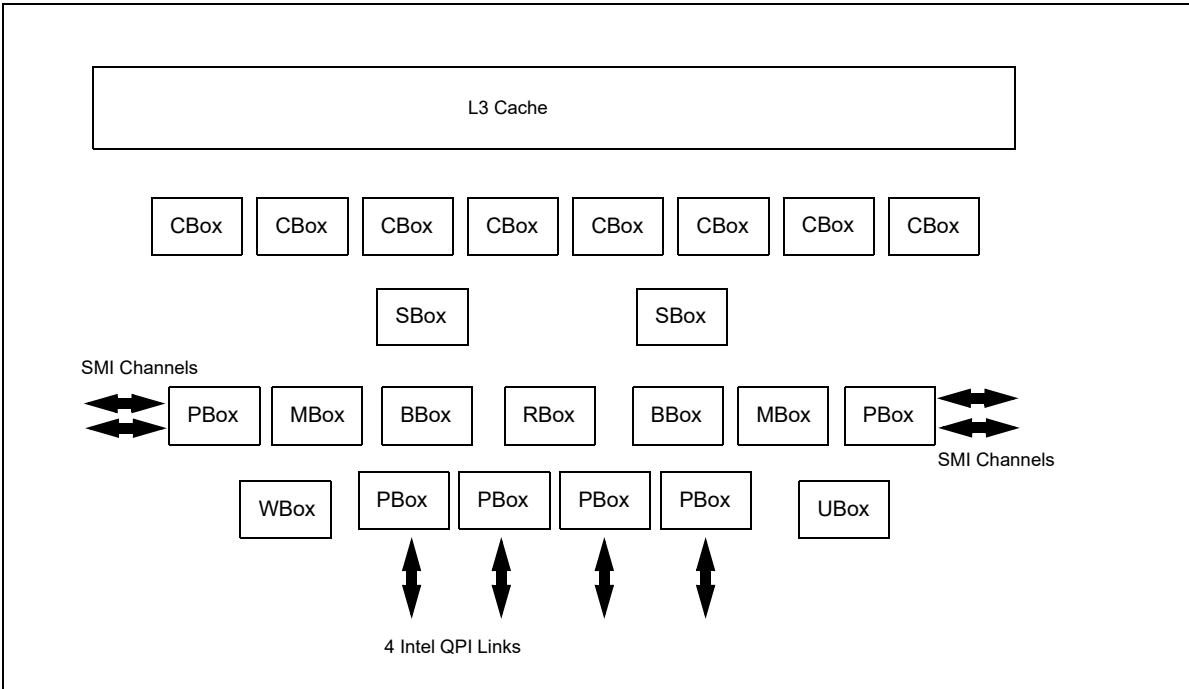 L3 Cache
CBox CBox CBox CBox CBox CBox CBox CBox
SBox SBox
SMI Channels
PBox MBox BBox RBox BBox MBox PBox
SMI Channels
WBox PBox PBox PBox PBox UBox
4 Intel QPI Links